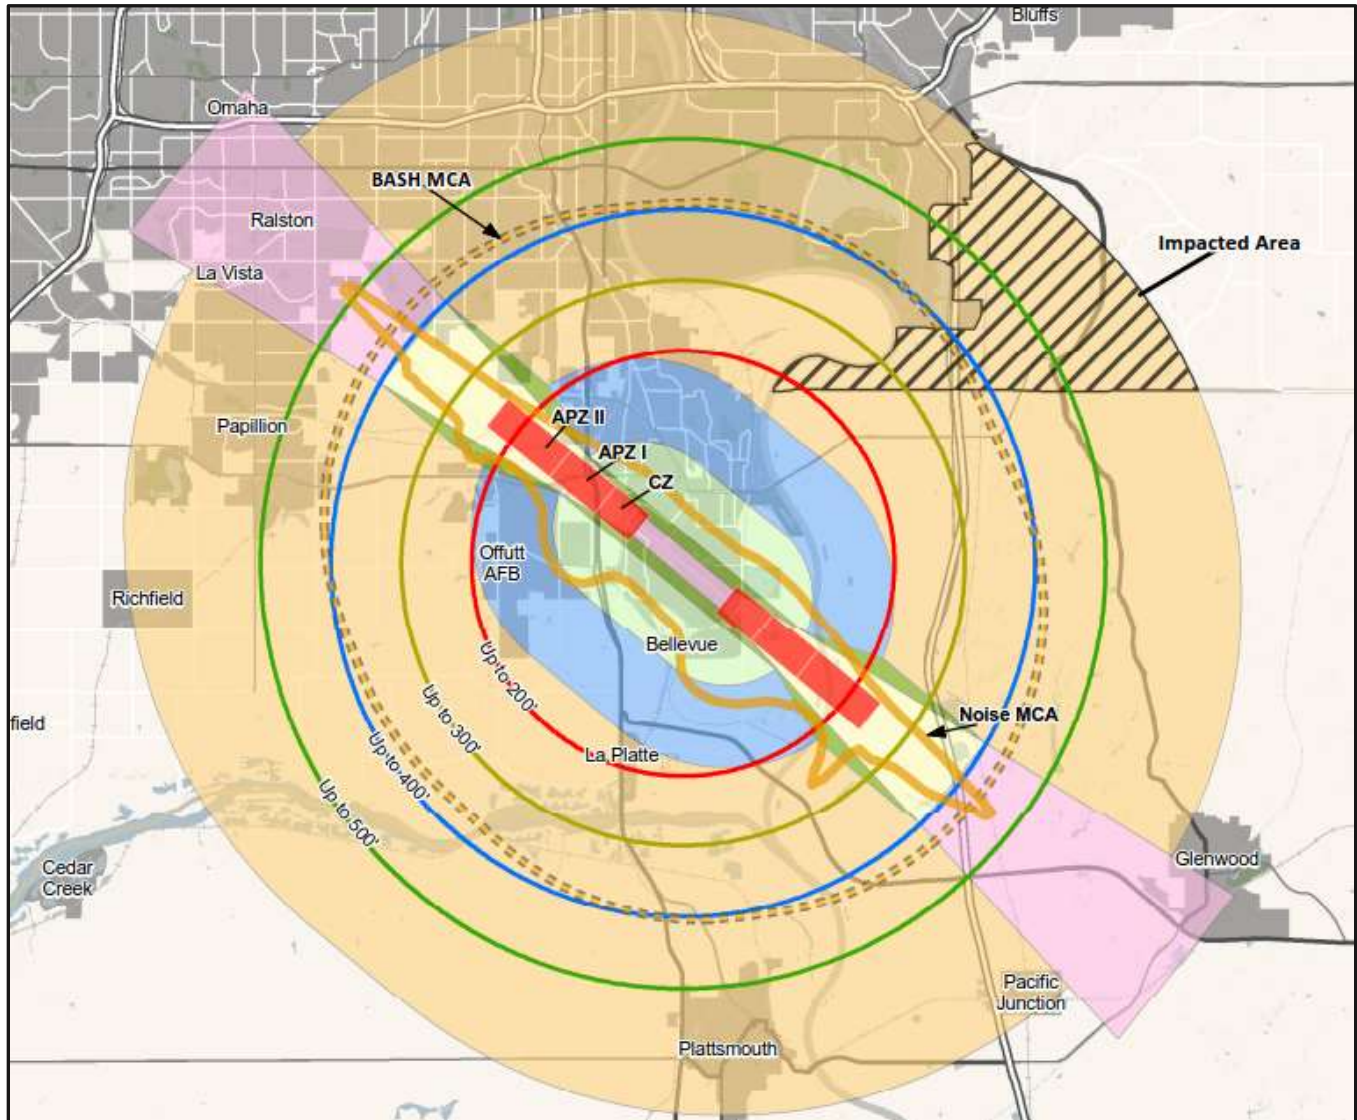 Bluffs
Omaha
BASH MCA
Ralston
Impacted Area
La Vista
APZ II
Papillion
APZ I
CZ
Offutt
AFB
Richfield
Bellevue
Up to 200'
Up to 300'
Noise MCA
field
La Platte
Up to 400'
Up to 500'
Glenwood
Cedar
Creek
Pacific
Junction
Plattsmouth